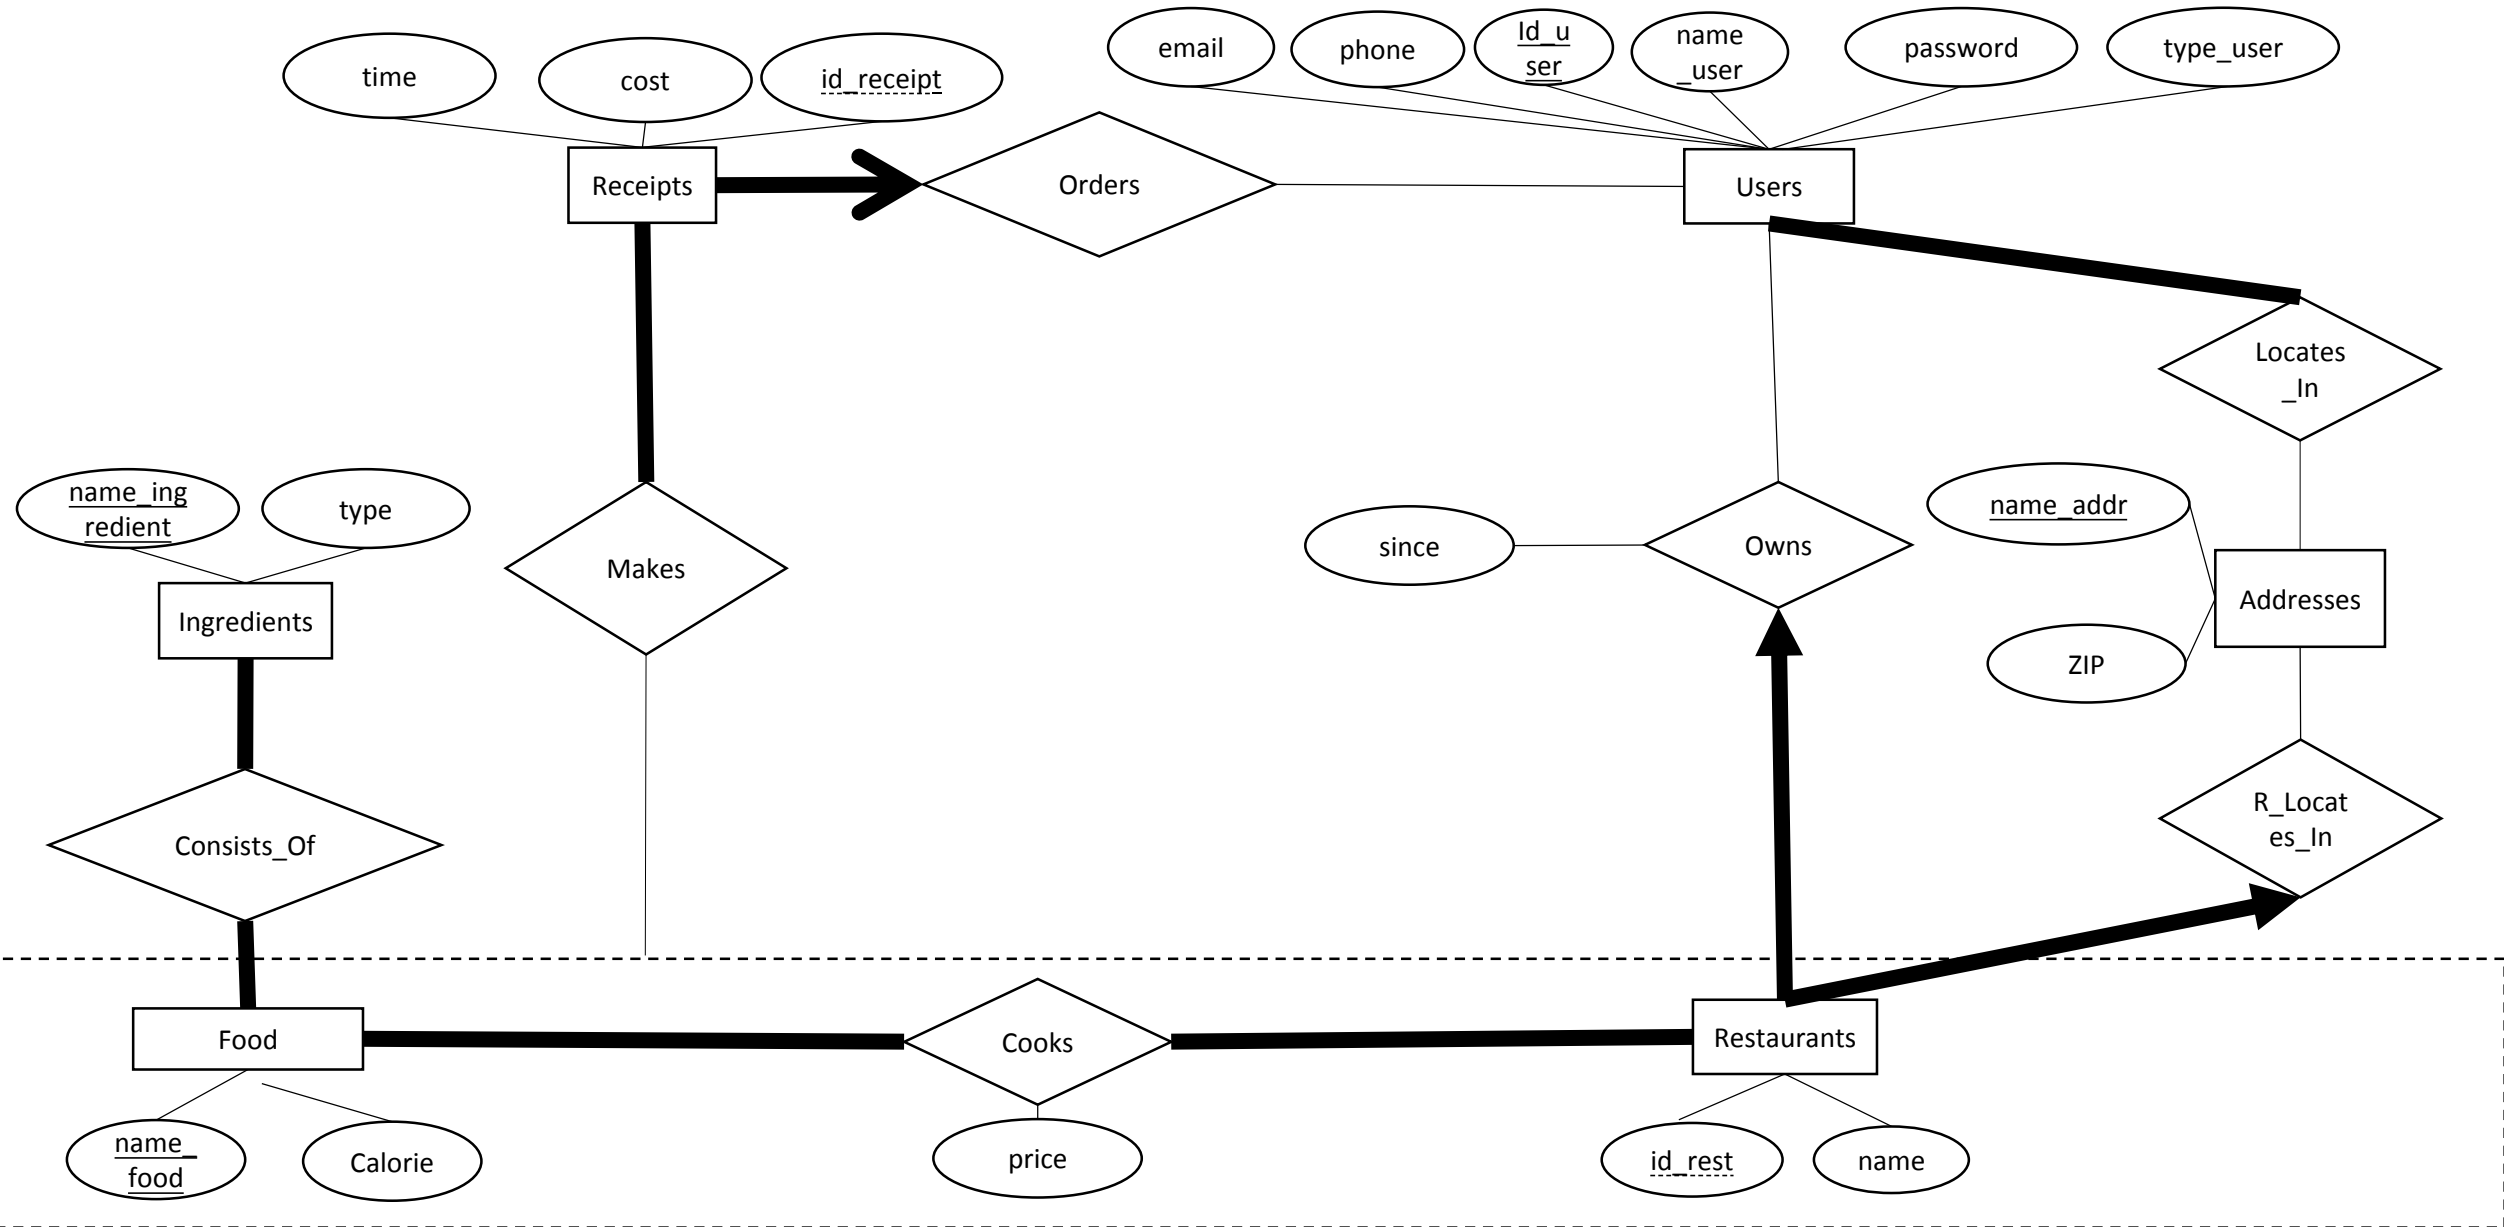 time
cost
id_receipt
email
phone
Id_u
ser
name
_user
password
type_user
Receipts
Orders
Users
Locates
_In
name_ing
redient
type
Makes
since
Owns
name_addr
Addresses
Ingredients
ZIP
Consists_Of
R_Locat
es_In
Food
Cooks
Restaurants
name_
food
Calorie
price
id_rest
name